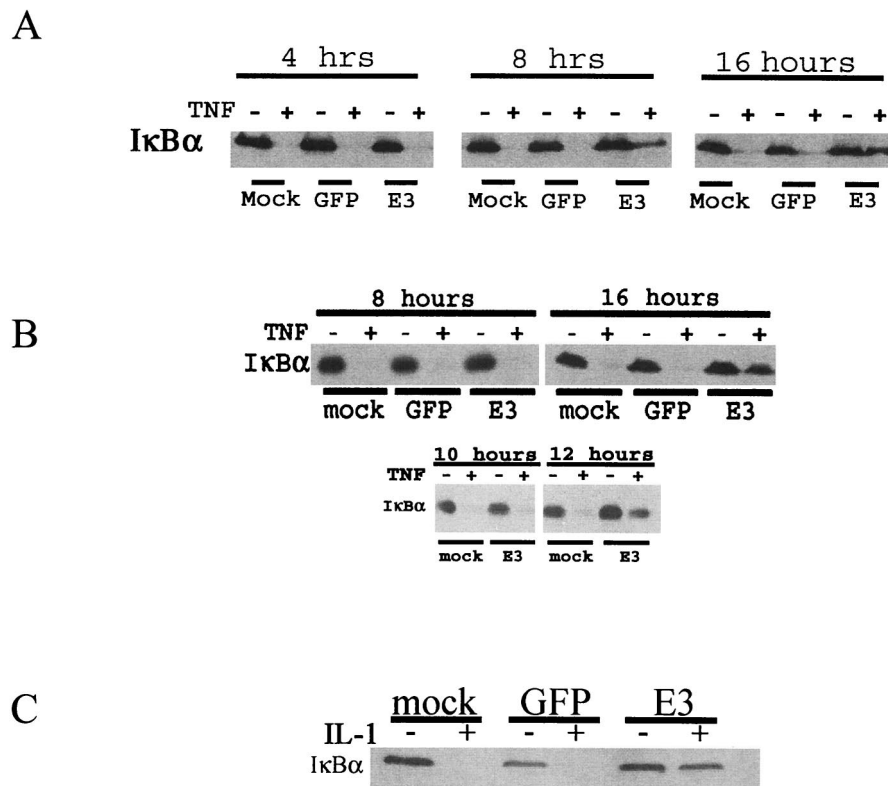 A
4 hrs 8 hrs 16 hours
TNF - + - + - + - + - + - + - + - + - +
IκBα
Mock GFP E3 Mock GFP E3 Mock GFP E3
B
8 hours 16 hours
TNF - + - + - + - + - + - +
IκBα
mock GFP E3 mock GFP E3
10 hours 12 hours
TNF - + - + - + - +
IκBα
mock E3 mock E3
C
mock GFP E3
IL-1 - + - + - +
IκBα